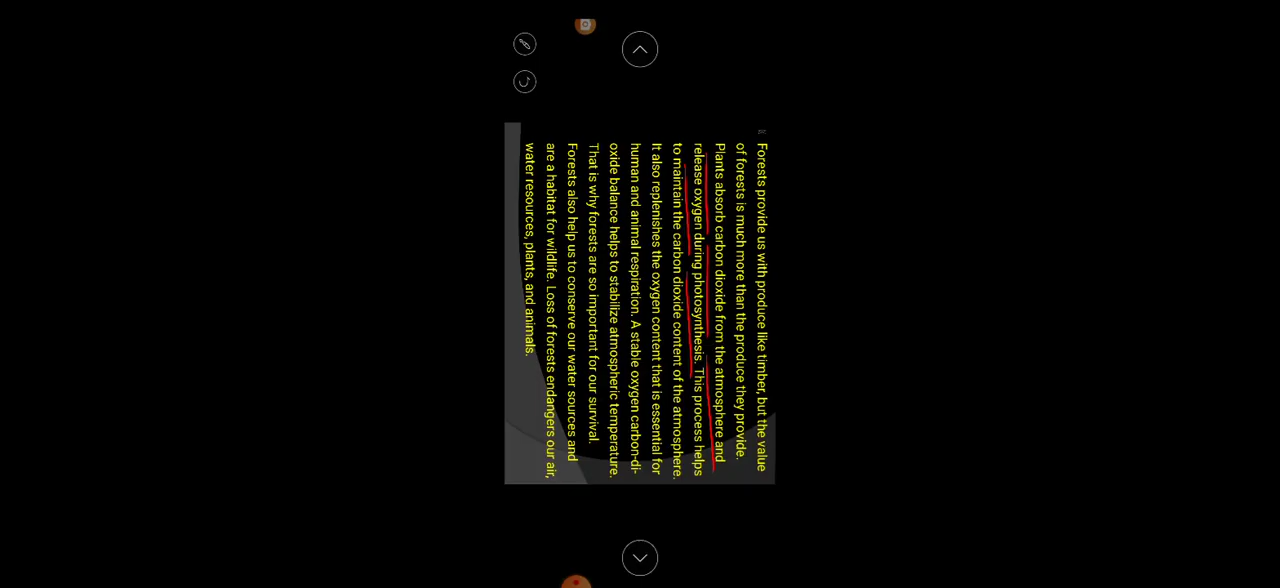 Forests provide us with produce like timber, but the value
of forests is much more than the produce they provide.
Plants absorb carbon dioxide from the atmosphere and
release oxygen during photosynthesis. This process helps
to maintain the carbon dioxide content of the atmosphere.
It also replenishes the oxygen content that is essential for
human and animal respiration. A stable oxygen carbon-di-
oxide balance helps to stabilize atmospheric temperature.
That is why forests are so important for our survival.
Forests also help us to conserve our water sources and
are a habitat for wildlife. Loss of forests endangers our air,
water resources, plants, and animals.